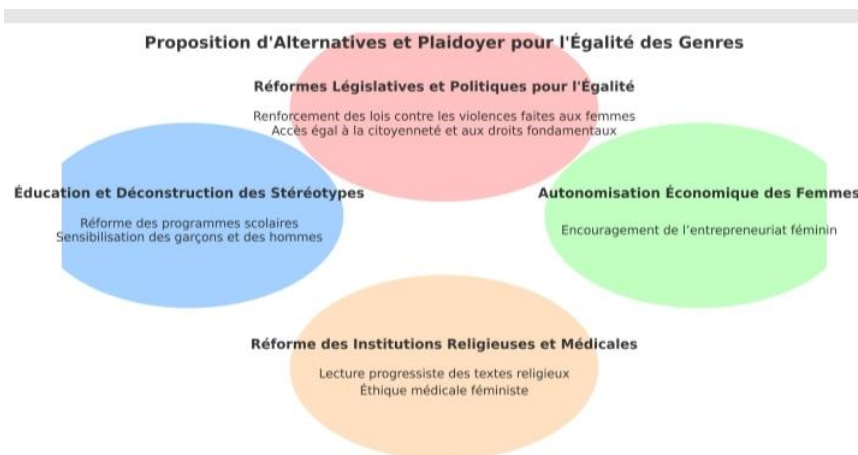 Proposition d'Alternatives et Plaidoyer pour l'Égalité des Genres
Réformes Législatives et Politiques pour l'Égalité
Renforcement des lois contre les violences faites aux femmes
Accès égal à la citoyenneté et aux droits fondamentaux
Éducation et Déconstruction des Stéréotypes
Réforme des programmes scolaires
Sensibilisation des garçons et des hommes
Autonomisation Économique des Femmes
Encouragement de l'entrepreneuriat féminin
Réforme des Institutions Religieuses et Médicales
Lecture progressiste des textes religieux
Éthique médicale féministe